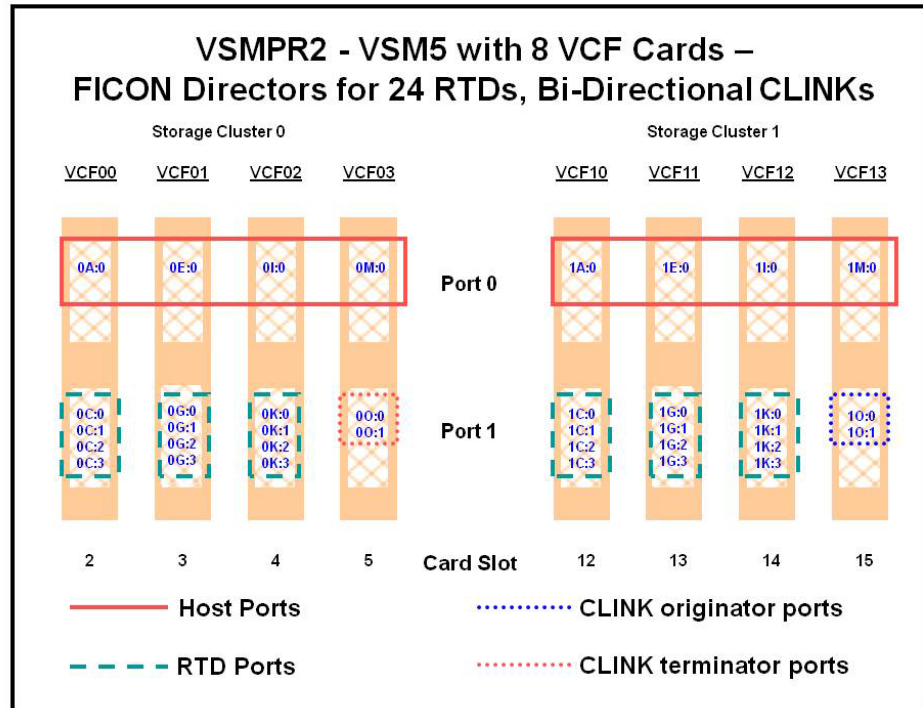 VSMPR2 - VSM5 with 8 VCF Cards –
FICON Directors for 24 RTDs, Bi-Directional CLINKs
Storage Cluster 0
Storage Cluster 1
VCF00 VCF01 VCF02 VCF03
VCF10 VCF11 VCF12 VCF13
0A:0 0E:0 0I:0 0M:0
Port 0
1A:0 1E:0 1I:0 1M:0
0C:0 0G:0 0K:0 0O:0
0C:1 0G:1 0K:1 0O:1
0C:2 0G:2 0K:2
0C:3 0G:3 0K:3
Port 1
1C:0 1G:0 1K:0 1O:0
1C:1 1G:1 1K:1 1O:1
1C:2 1G:2 1K:2
1C:3 1G:3 1K:3
2 3 4 5 Card Slot 12 13 14 15
Host Ports
CLINK originator ports
RTD Ports
CLINK terminator ports